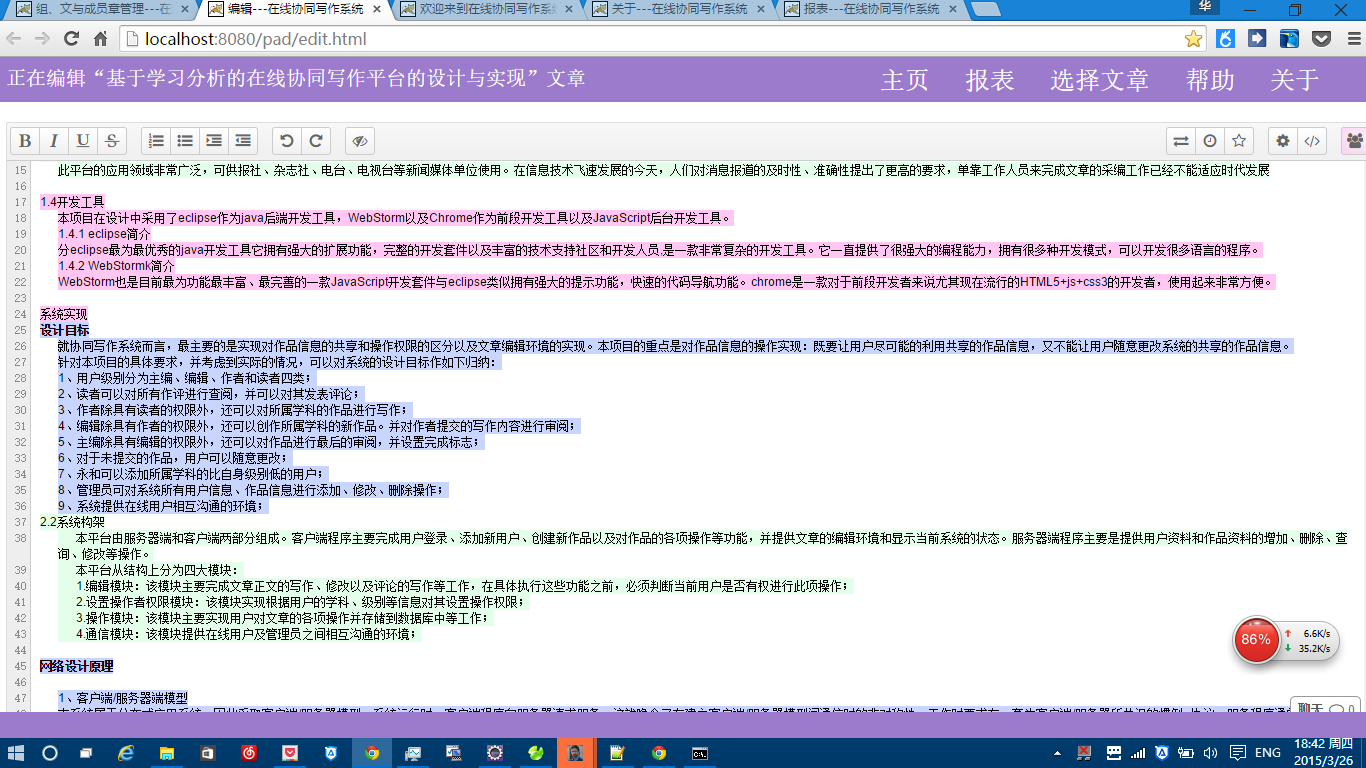 组、文与成员章管理---在
编辑---在线协同写作系统
欢迎来到在线协同写作系统
关于---在线协同写作系统
报表---在线协同写作系统
华
localhost:8080/pad/edit.html
正在编辑“基于学习分析的在线协同写作平台的设计与实现”文章
主页 报表 选择文章 帮助 关于
B I U S
15 此平台的应用领域非常广泛，可供报社、杂志社、电台、电视台等新闻媒体单位使用。在信息技术飞速发展的今天，人们对消息报道的及时性、准确性提出了更高的要求，单靠工作人员来完成文章的采编工作已经不能适应时代发展
16
17 1.4开发工具
18 本项目在设计中采用了eclipse作为java后端开发工具，WebStorm以及Chrome作为前段开发工具以及JavaScript后台开发工具。
19 1.4.1 eclipse简介
20 分eclipse最为最优秀的java开发工具它拥有强大的扩展功能，完整的开发套件以及丰富的技术支持社区和开发人员,是一款非常复杂的开发工具。它一直提供了很强大的编程能力，拥有很多种开发模式，可以开发很多语言的程序。
21 1.4.2 WebStormk简介
22 WebStorm也是目前最为功能最丰富、最完善的一款JavaScript开发套件与eclipse类似拥有强大的提示功能，快速的代码导航功能。chrome是一款对于前段开发者来说尤其现在流行的HTML5+js+css3的开发者，使用起来非常方便。
23
24 系统实现
25 设计目标
26 就协同写作系统而言，最主要的是实现对作品信息的共享和操作权限的区分以及文章编辑环境的实现。本项目的重点是对作品信息的操作实现：既要让用户尽可能的利用共享的作品信息，又不能让用户随意更改系统的共享的作品信息。
27 针对本项目的具体要求，并考虑到实际的情况，可以对系统的设计目标作如下归纳：
28 1、用户级别分为主编、编辑、作者和读者四类；
29 2、读者可以对所有作评进行查阅，并可以对其发表评论；
30 3、作者除具有读者的权限外，还可以对所属学科的作品进行写作；
31 4、编辑除具有作者的权限外，还可以创作所属学科的新作品。并对作者提交的写作内容进行审阅；
32 5、主编除具有编辑的权限外，还可以对作品进行最后的审阅，并设置完成标志；
33 6、对于未提交的作品，用户可以随意更改；
34 7、永和可以添加所属学科的比自身级别低的用户；
35 8、管理员可对系统所有用户信息、作品信息进行添加、修改、删除操作；
36 9、系统提供在线用户相互沟通的环境；
37 2.2系统构架
38 本平台由服务器端和客户端两部分组成。客户端程序主要完成用户登录、添加新用户、创建新作品以及对作品的各项操作等功能，并提供文章的编辑环境和显示当前系统的状态。服务器端程序主要是提供用户资料和作品资料的增加、删除、查
询、修改等操作。
39 本平台从结构上分为四大模块：
40 1.编辑模块：该模块主要完成文章正文的写作、修改以及评论的写作等工作，在具体执行这些功能之前，必须判断当前用户是否有权进行此项操作；
41 2.设置操作者权限模块：该模块实现根据用户的学科、级别等信息对其设置操作权限；
42 3.操作模块：该模块主要实现用户对文章的各项操作并存储到数据库中等工作；
43 4.通信模块：该模块提供在线用户及管理员之间相互沟通的环境；
44
45 网络设计原理
46
47 1、客户端/服务器端模型
86% 6.6K/s
35.2K/s
聊天 0
ENG
18:42 周四
2015/3/26